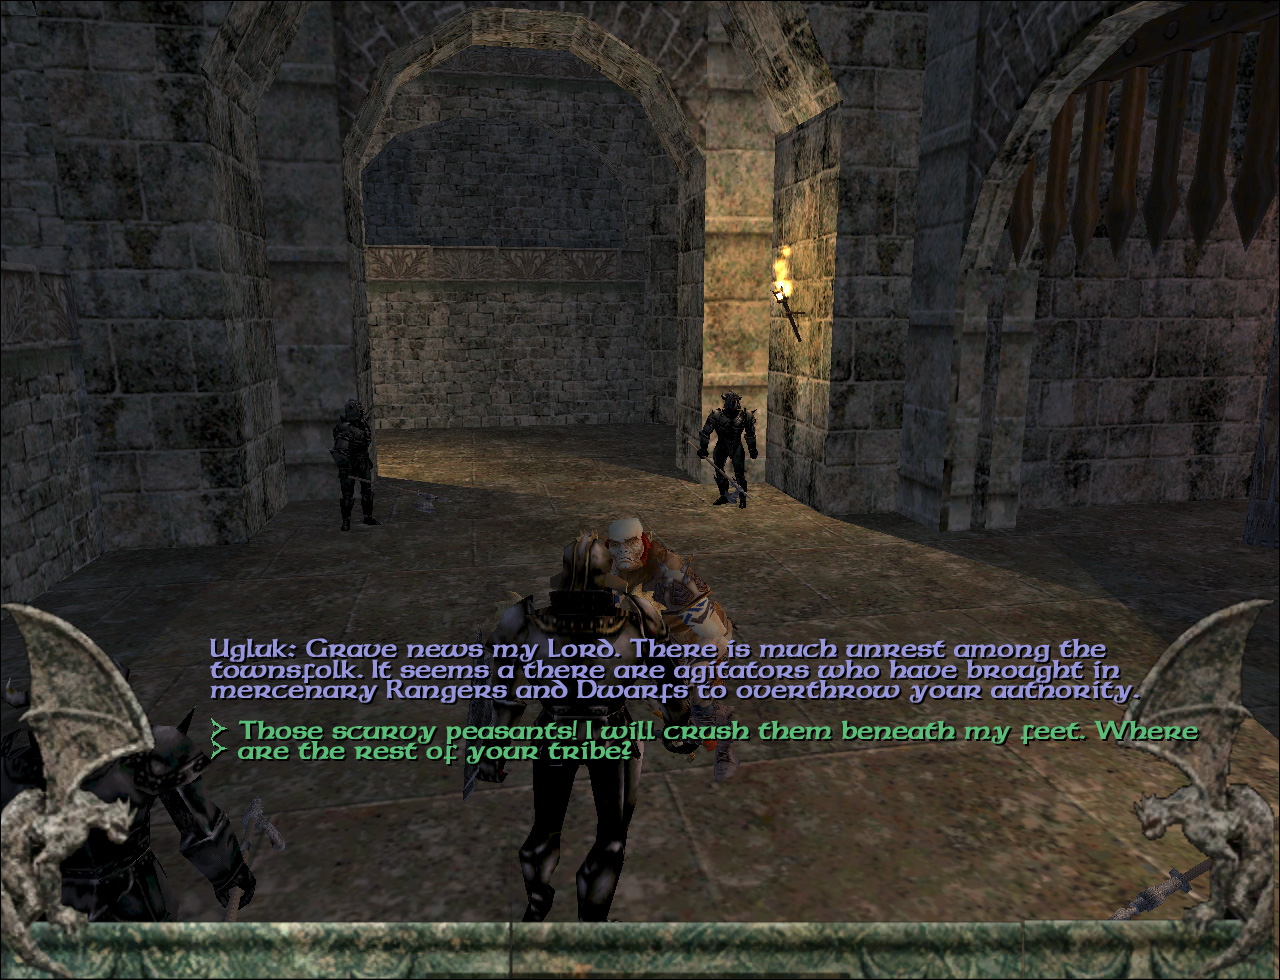 Ugluk: Grave news my Lord. There is much unrest among the
townsfolk. It seems a there are agitators who have brought in
mercenary Rangers and Dwarfs to overthrow your authority.
Those scurvy peasants! I will crush them beneath my feet. Where
are the rest of your tribe?